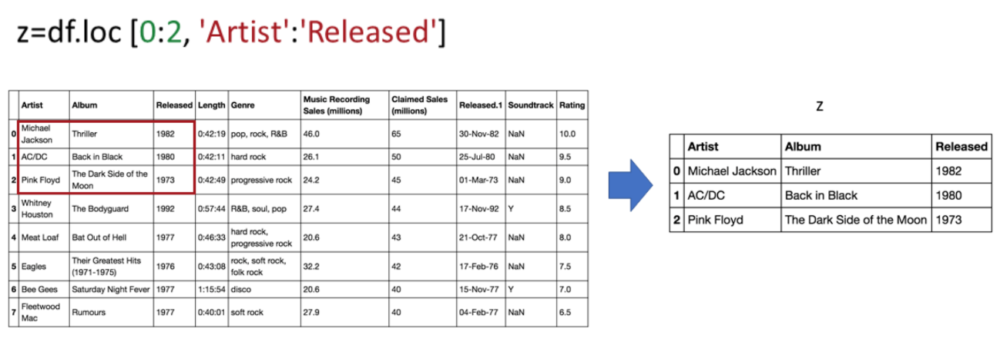 z=df.loc [0:2, 'Artist':'Released']
Artist Album Released Length Genre Music Recording Sales (millions) Claimed Sales (millions) Released.1 Soundtrack Rating
0 Michael Jackson Thriller 1982 0:42:19 pop, rock, R&B 46.0 65 30-Nov-82 NaN 10.0
1 AC/DC Back in Black 1980 0:42:11 hard rock 26.1 50 25-Jul-80 NaN 9.5
2 Pink Floyd The Dark Side of the Moon 1973 0:42:49 progressive rock 24.2 45 01-Mar-73 NaN 9.0
3 Whitney Houston The Bodyguard 1992 0:57:44 R&B, soul, pop 27.4 44 17-Nov-92 Y 8.5
4 Meat Loaf Bat Out of Hell 1977 0:46:33 hard rock, progressive rock 20.6 43 21-Oct-77 NaN 8.0
5 Eagles Their Greatest Hits (1971-1975) 1976 0:43:08 rock, soft rock, folk rock 32.2 42 17-Feb-76 NaN 7.5
6 Bee Gees Saturday Night Fever 1977 1:15:54 disco 20.6 40 15-Nov-77 Y 7.0
7 Fleetwood Mac Rumours 1977 0:40:01 soft rock 27.9 40 04-Feb-77 NaN 6.5
z
Artist Album Released
0 Michael Jackson Thriller 1982
1 AC/DC Back in Black 1980
2 Pink Floyd The Dark Side of the Moon 1973